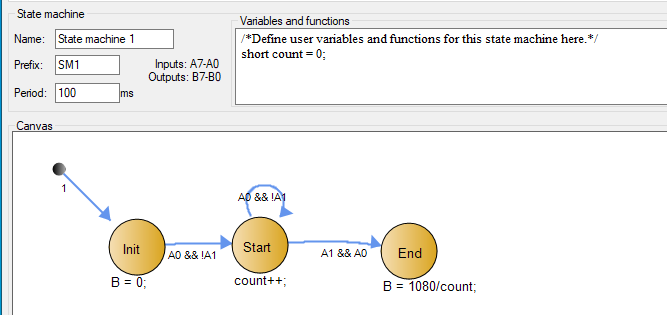 State machine
Name: State machine 1
Prefix: SM1
Inputs: A7-A0
Outputs: B7-B0
Period: 100 ms
Variables and functions
/*Define user variables and functions for this state machine here.*/
short count = 0;
Canvas
1
A0 && !A1
Init
A0 && !A1
Start
A1 && A0
End
B = 0;
count++;
B = 1080/count;